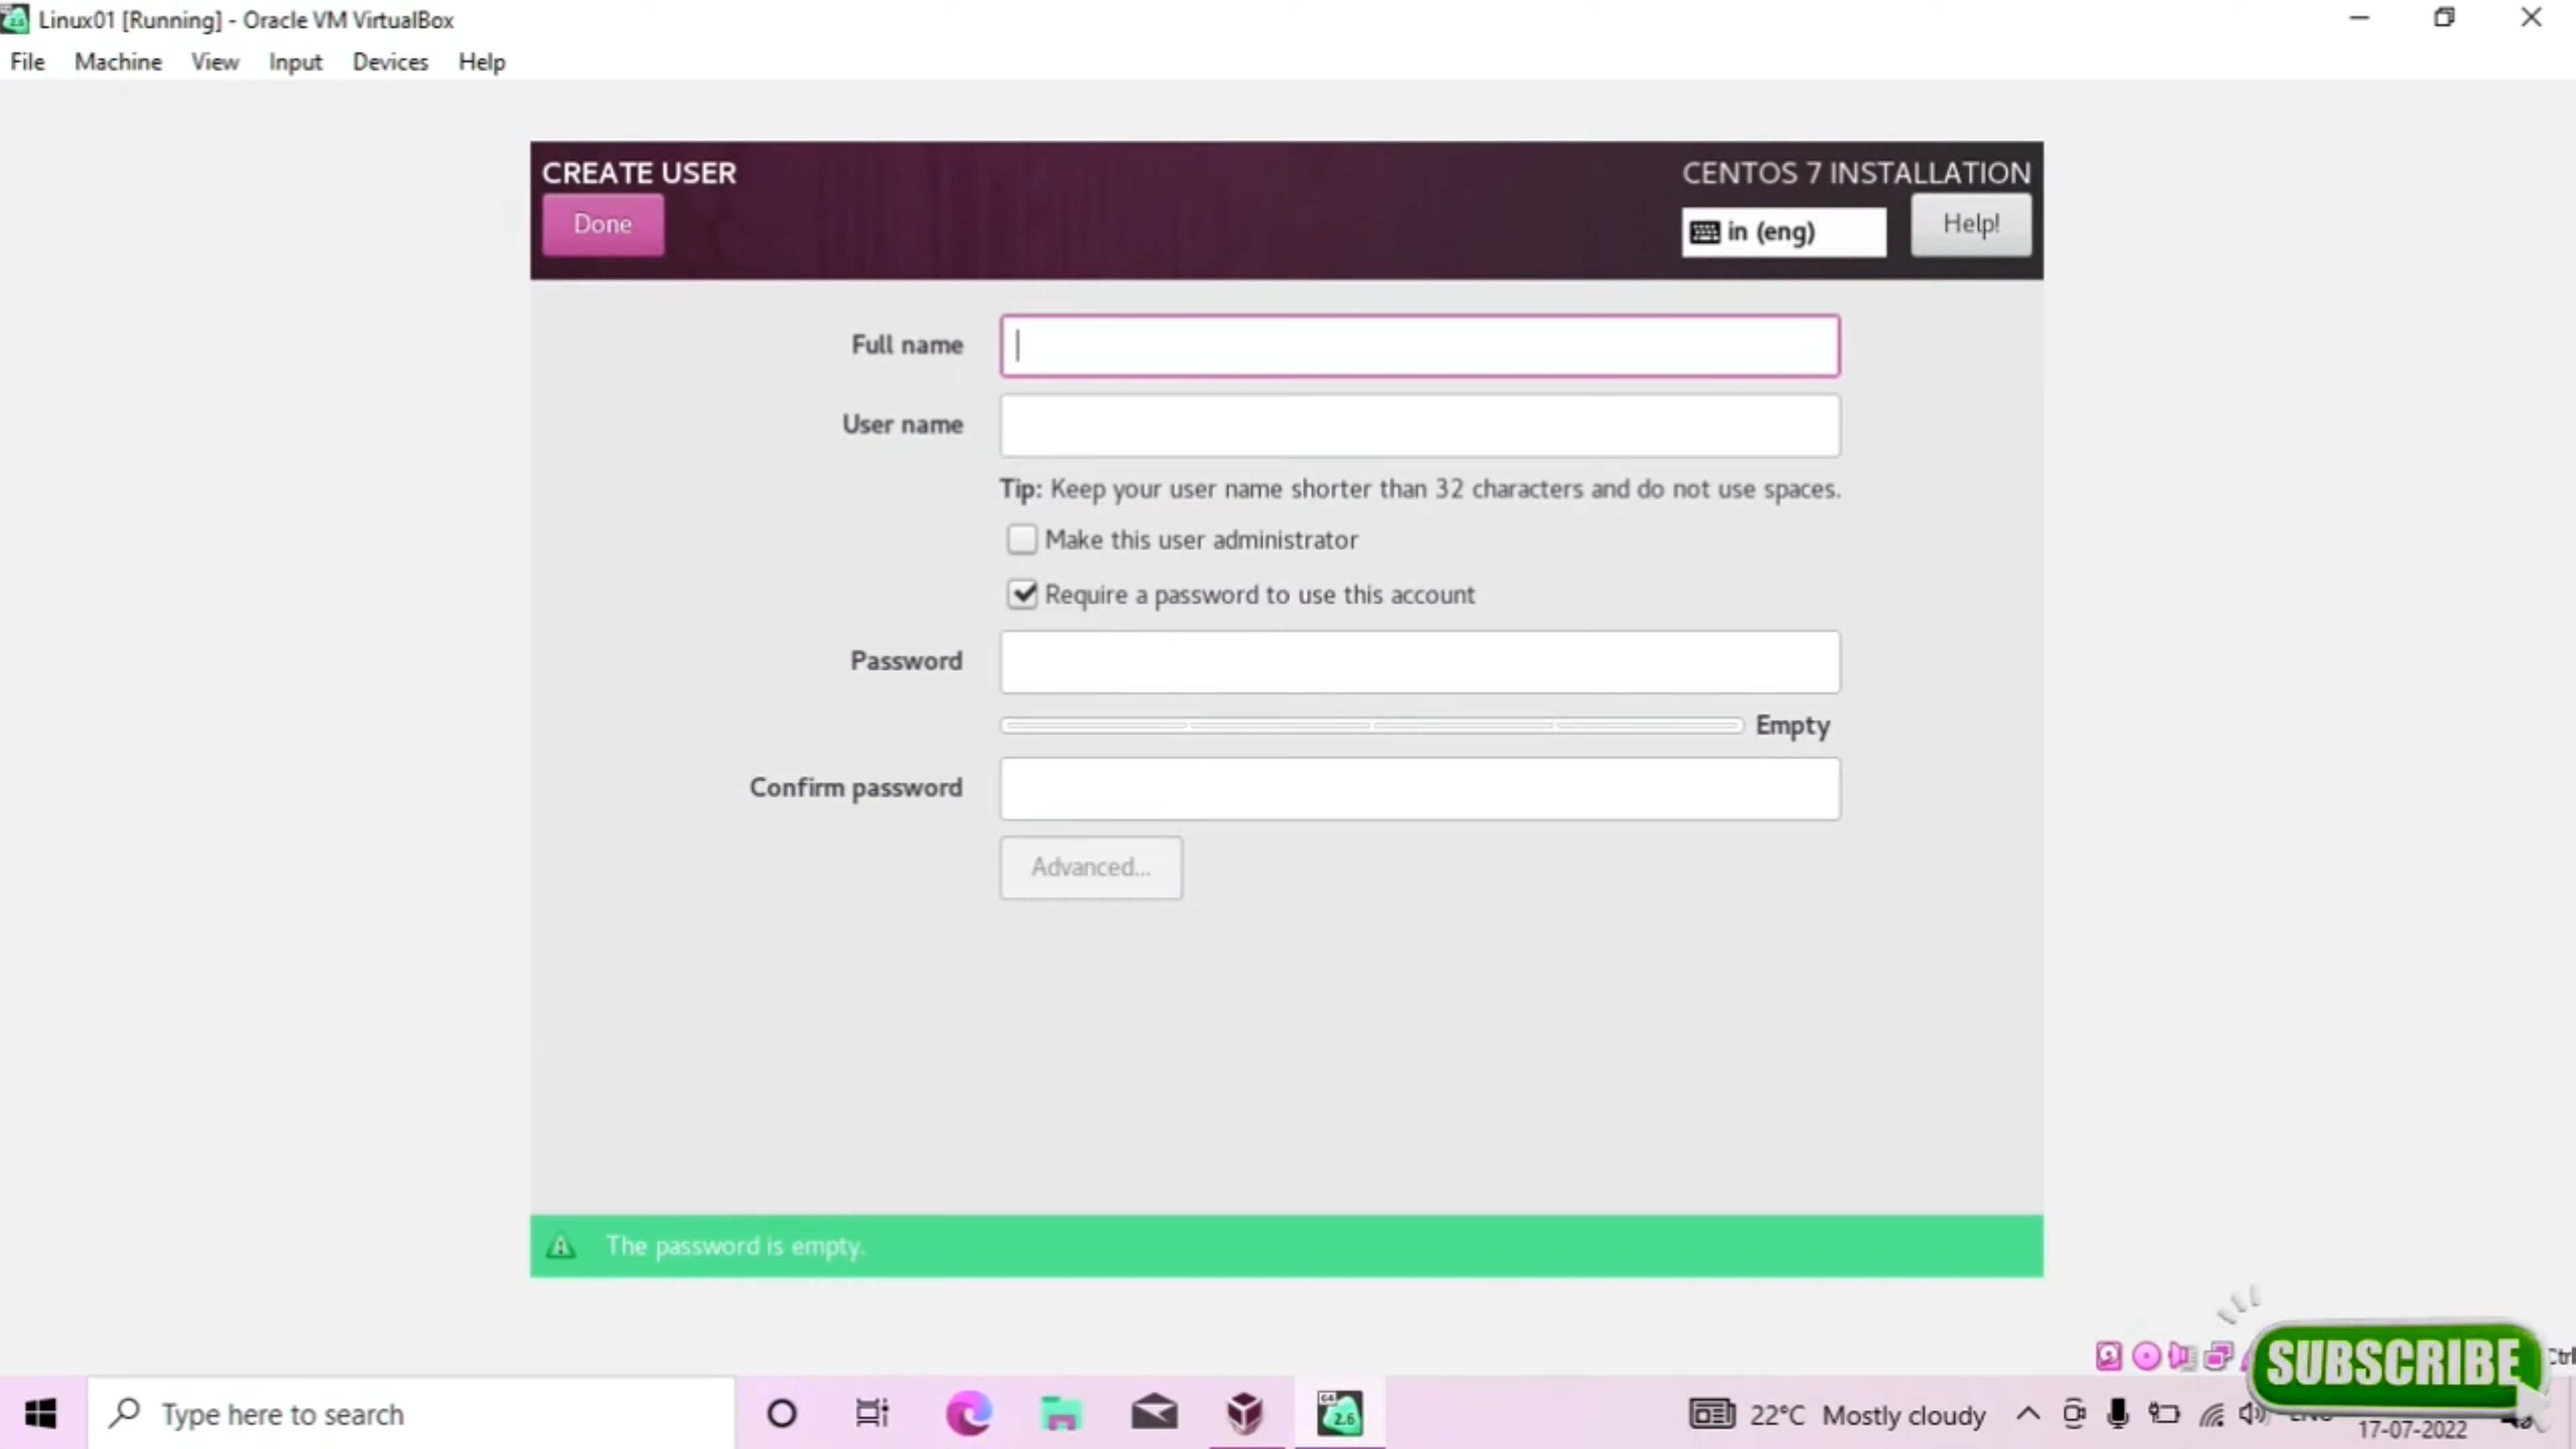 Linux01 [Running] - Oracle VM VirtualBox
File Machine View Input Devices Help
CREATE USER
CENTOS 7 INSTALLATION
Done
in (eng)
Help!
Full name
User name
Tip: Keep your user name shorter than 32 characters and do not use spaces.
Make this user administrator
Require a password to use this account
Password
Empty
Confirm password
Advanced...
The password is empty.
SUBSCRIBE
Type here to search
2.6
22°C Mostly cloudy
17-07-2022